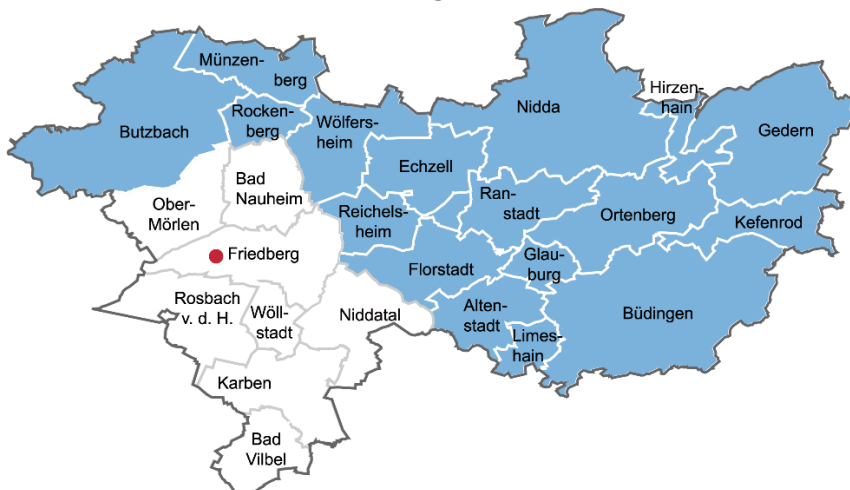 Münzen-
berg
Hirzen-
hain
Nidda
Rocken-
berg
Wölfers-
heim
Butzbach
Gedern
Echzell
Bad
Nauheim
Ran-
stadt
Ober-
Mörlen
Reichels-
heim
Ortenberg
Kefenrod
Friedberg
Glau-
burg
Florstadt
Rosbach
v. d. H.
Wöll-
stadt
Niddatal
Alten-
stadt
Büdingen
Limes-
hain
Karben
Bad
Vilbel